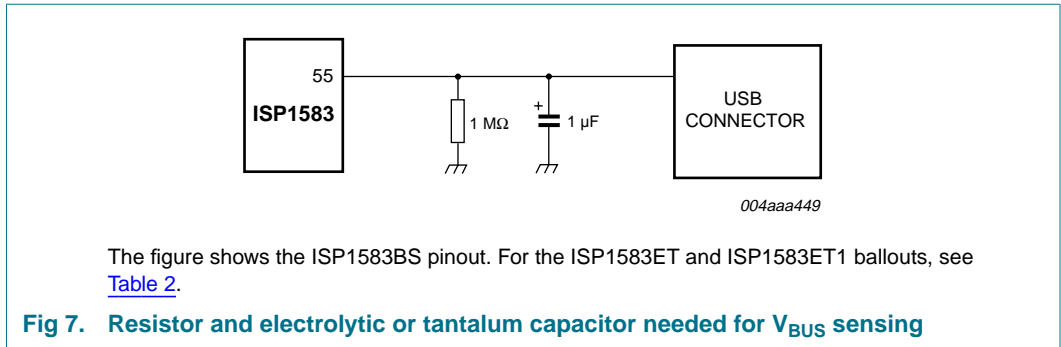 55
ISP1583
1 MΩ
+
1 µF
USB
CONNECTOR
004aaa449
The figure shows the ISP1583BS pinout. For the ISP1583ET and ISP1583ET1 ballouts, see
Table 2.
Fig 7. Resistor and electrolytic or tantalum capacitor needed for VBUS sensing